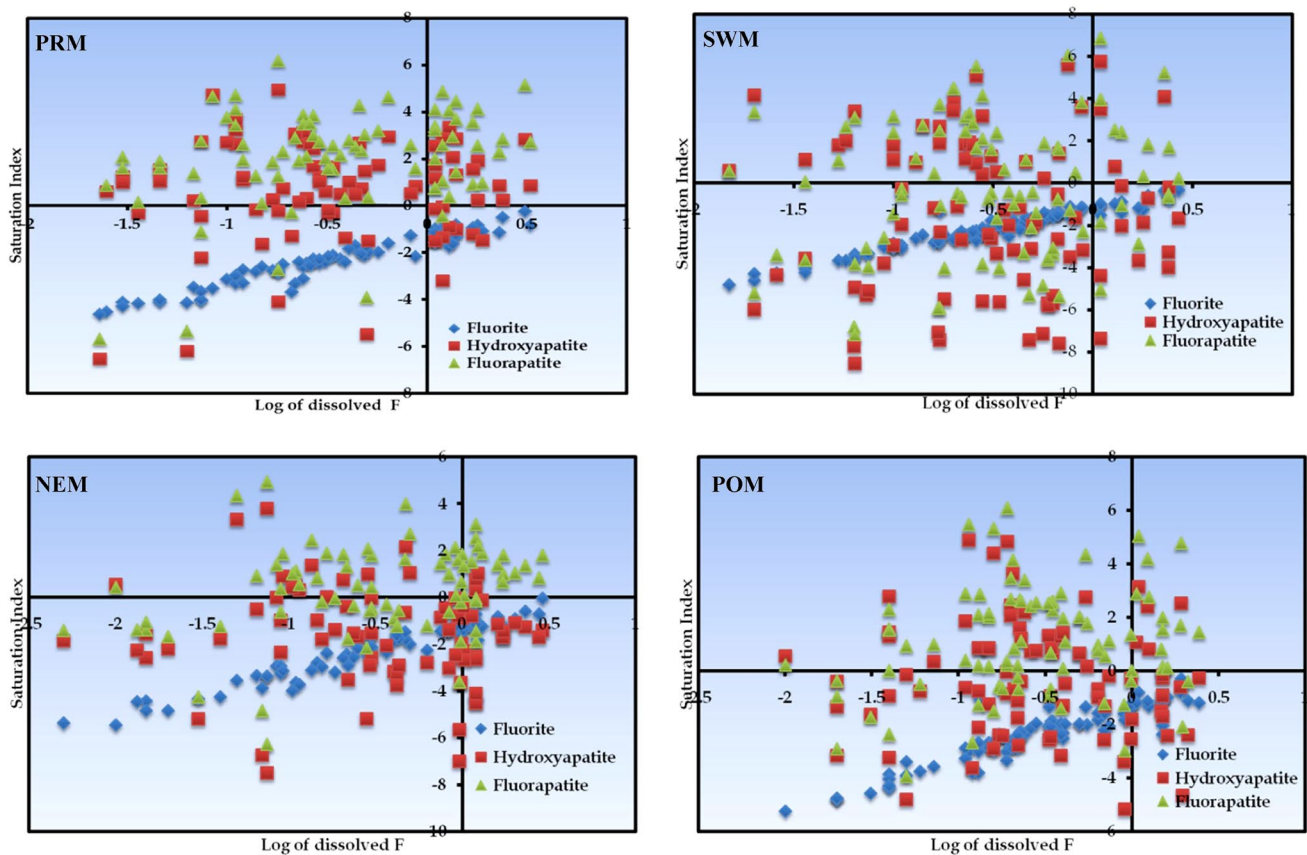 PRM
8
6
4
2
0
-2
-4
-6
8
2
-1.5
-1
-0.5
0
0.5
1
Saturation Index
Log of dissolved F
Fluorite
Hydroxyapatite
Fluorapatite
SWM
8
6
4
2
0
-2
-4
-6
-8
10
2
-1.5
-1
-0.5
0
0.5
1
Saturation Index
Log of dissolved F
Fluorite
Hydroxyapatite
Fluorapatite
NEM
6
4
2
0
-2
-4
-6
-8
10
2.5
-2
-1.5
-1
-0.5
0
0.5
1
Saturation Index
Log of dissolved F
Fluorite
Hydroxyapatite
Fluorapatite
POM
8
6
4
2
0
-2
-4
6
2.5
-2
-1.5
-1
-0.5
0
0.5
1
Saturation Index
Log of dissolved F
Fluorite
Hydroxyapatite
Fluorapatite